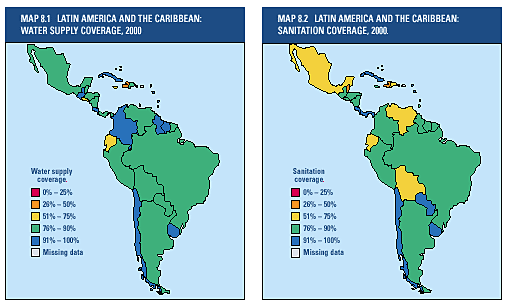 MAP 8.1 LATIN AMERICA AND THE CARIBBEAN:
WATER SUPPLY COVERAGE, 2000
Water supply
coverage.
0% – 25%
26% – 50%
51% – 75%
76% – 90%
91% – 100%
Missing data
MAP 8.2 LATIN AMERICA AND THE CARIBBEAN:
SANITATION COVERAGE, 2000.
Sanitation
coverage.
0% – 25%
26% – 50%
51% – 75%
76% – 90%
91% – 100%
Missing data